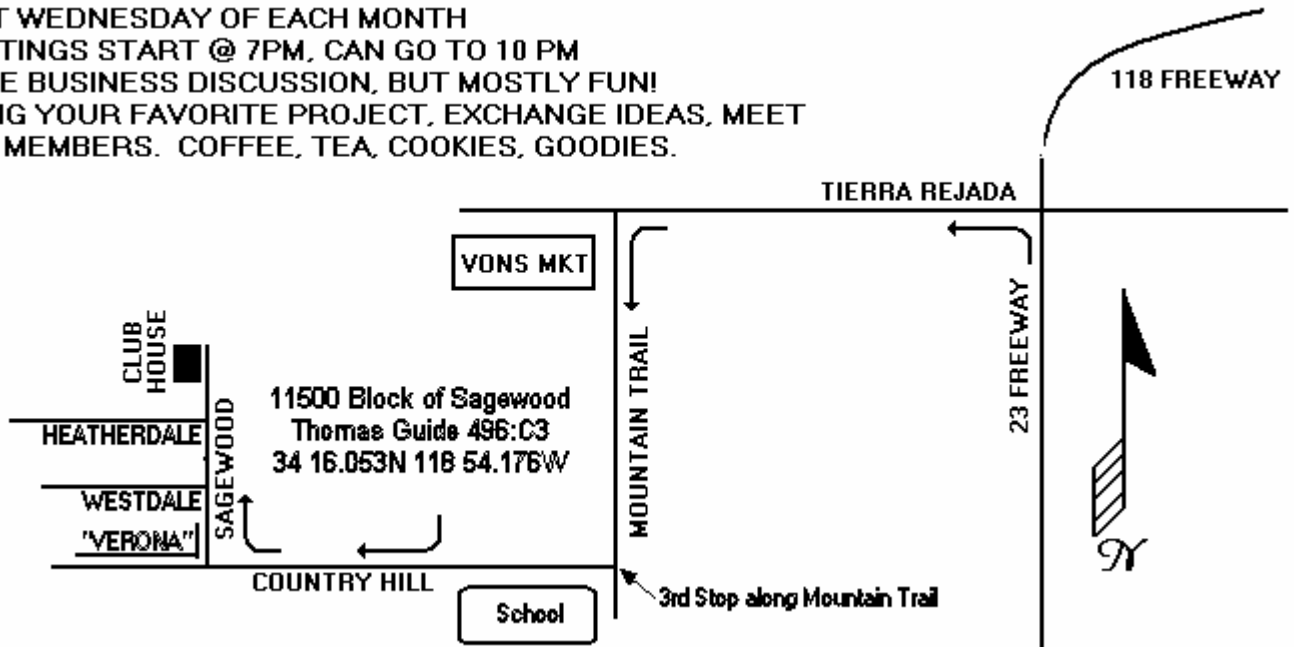 T WEDNESDAY OF EACH MONTH
TINGS START @ 7PM, CAN GO TO 10 PM
E BUSINESS DISCUSSION, BUT MOSTLY FUN!
NG YOUR FAVORITE PROJECT, EXCHANGE IDEAS, MEET
MEMBERS. COFFEE, TEA, COOKIES, GOODIES.
118 FREEWAY
TIERRA REJADA
VONS MKT
CLUB
HOUSE
MOUNTAIN TRAIL
23 FREEWAY
11500 Block of Sagewood
Thomas Guide 496:C3
34 16.053N 118 54.176W
HEATHERDALE
SAGEWOOD
WESTDALE
"VERONA"
COUNTRY HILL
3rd Stop along Mountain Trail
School
N